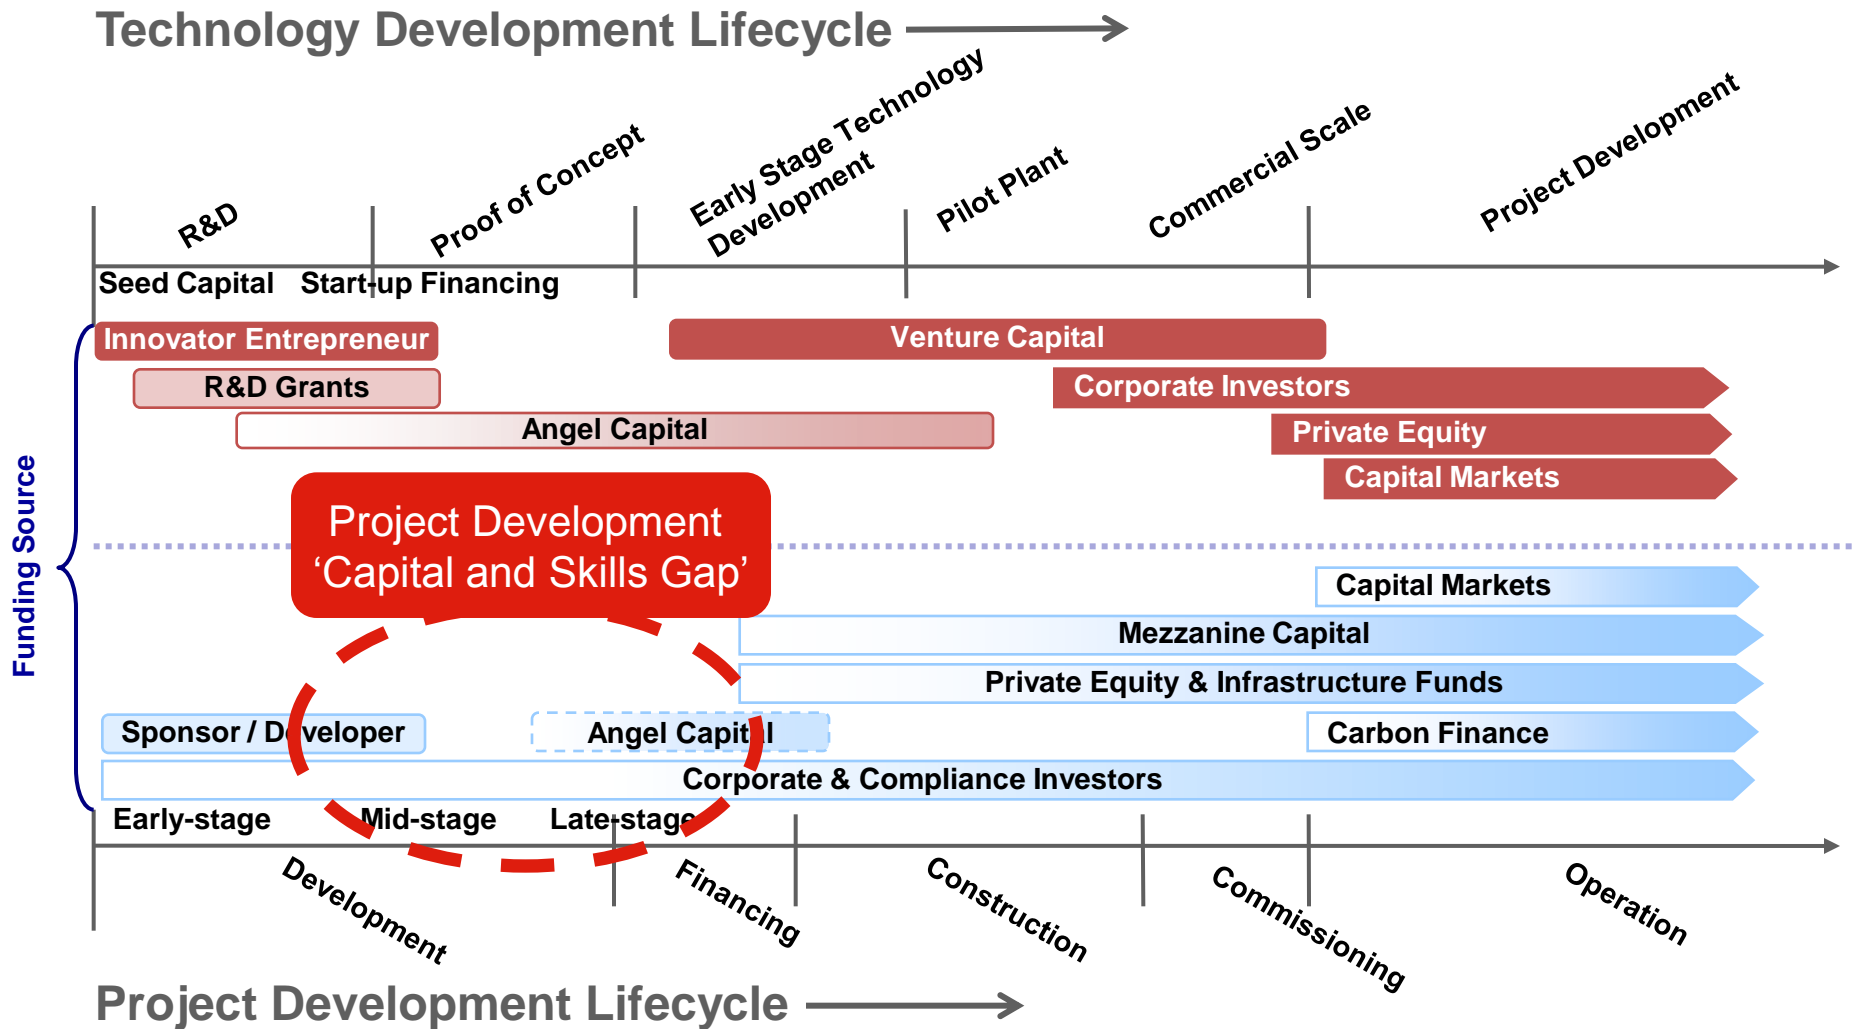 Technology Development Lifecycle
R&D
Proof of Concept
Early Stage Technology
Development
Pilot Plant
Commercial Scale
Project Development
Seed Capital
Start-up Financing
Funding Source
Innovator Entrepreneur
Venture Capital
R&D Grants
Corporate Investors
Angel Capital
Private Equity
Capital Markets
Project Development
‘Capital and Skills Gap’
Capital Markets
Mezzanine Capital
Private Equity & Infrastructure Funds
Sponsor / Developer
Angel Capital
Carbon Finance
Corporate & Compliance Investors
Early-stage
Mid-stage
Late-stage
Development
Financing
Construction
Commissioning
Operation
Project Development Lifecycle